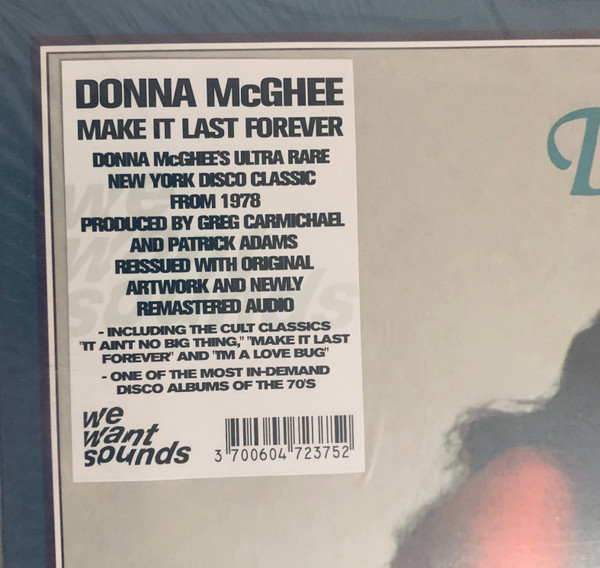 DONNA McGHEE
MAKE IT LAST FOREVER
DONNA McGHEE'S ULTRA RARE
NEW YORK DISCO CLASSIC
FROM 1978
PRODUCED BY GREG CARMICHAEL
AND PATRICK ADAMS
REISSUED WITH ORIGINAL
ARTWORK AND NEWLY
REMASTERED AUDIO
- INCLUDING THE CULT CLASSICS
"IT AIN'T NO BIG THING," "MAKE IT LAST
FOREVER" AND "I'M A LOVE BUG"
- ONE OF THE MOST IN-DEMAND
DISCO ALBUMS OF THE 70'S
we
want
sounds
3 700604 723752
D